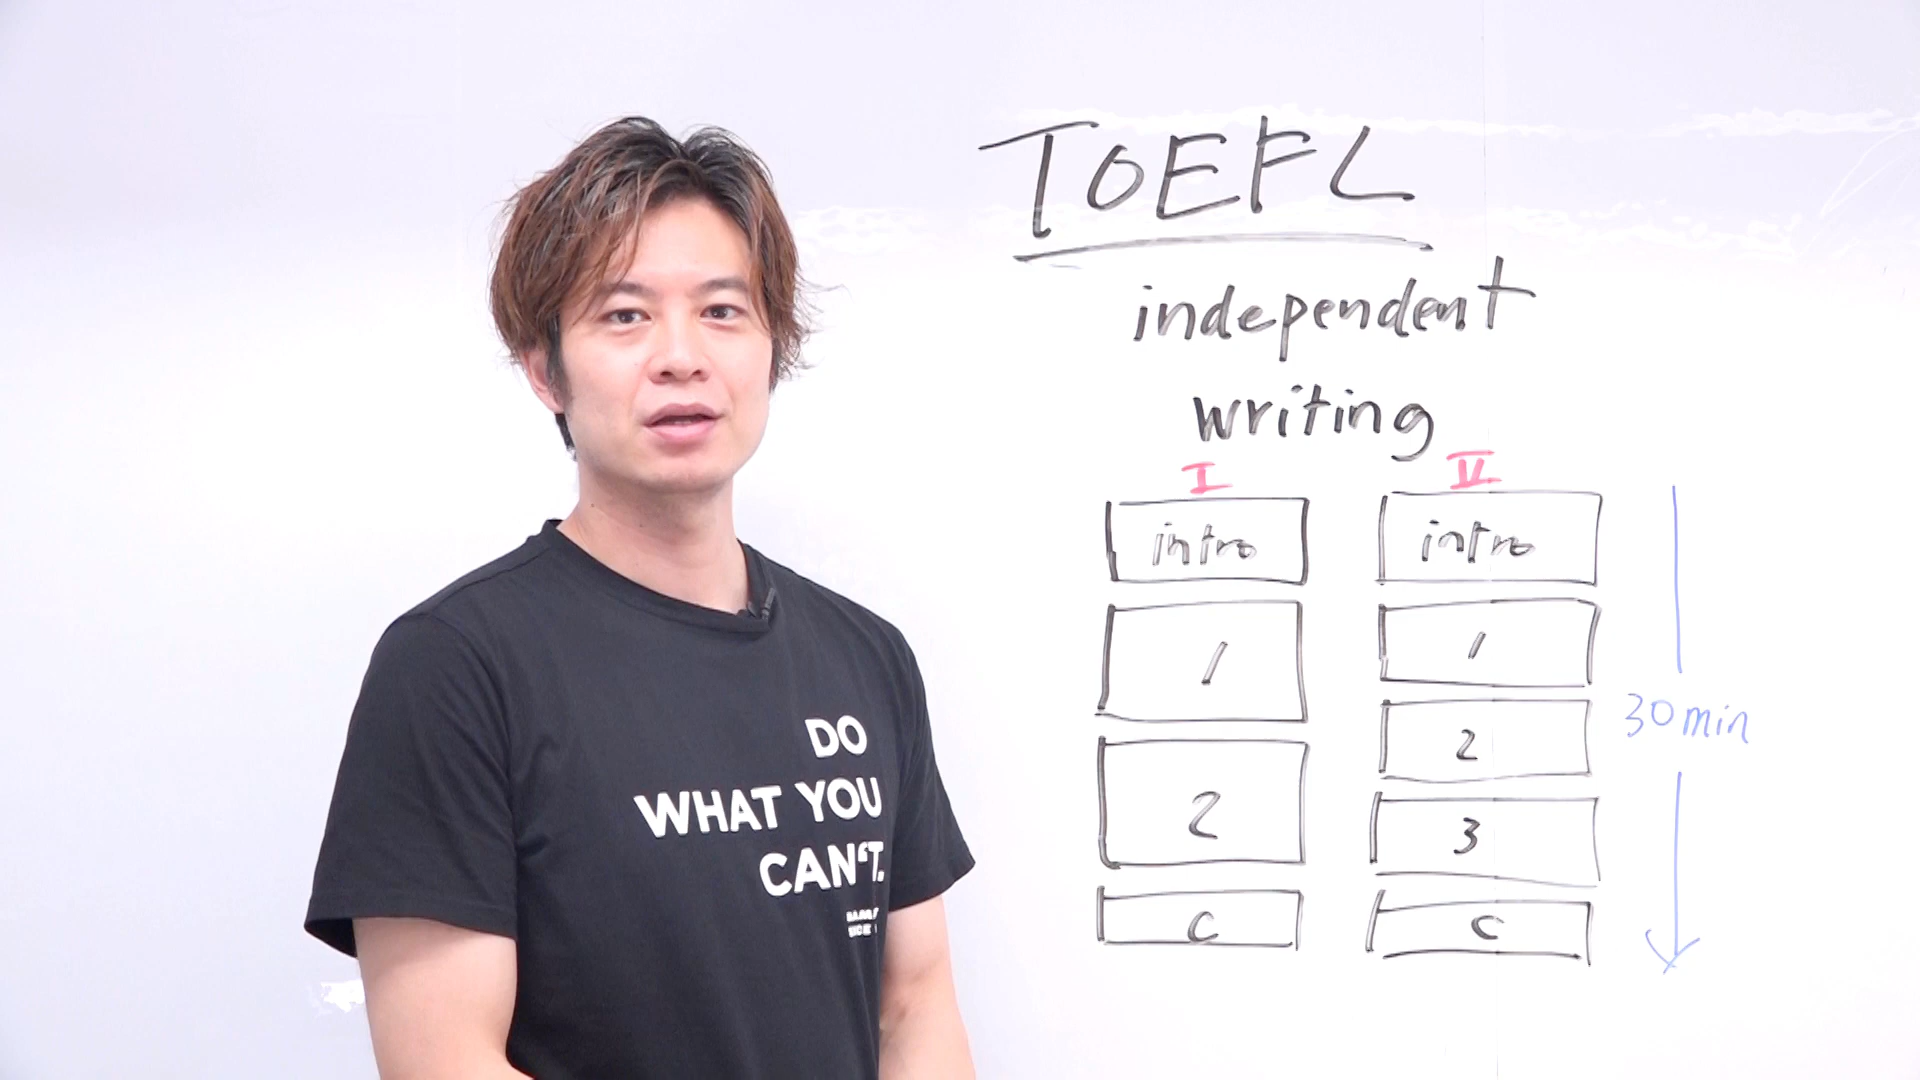 TOEFL
independent
writing
I
II
intro
1
2
C
intro
1
2
3
C
30min
DO
WHAT YOU
CAN'T.